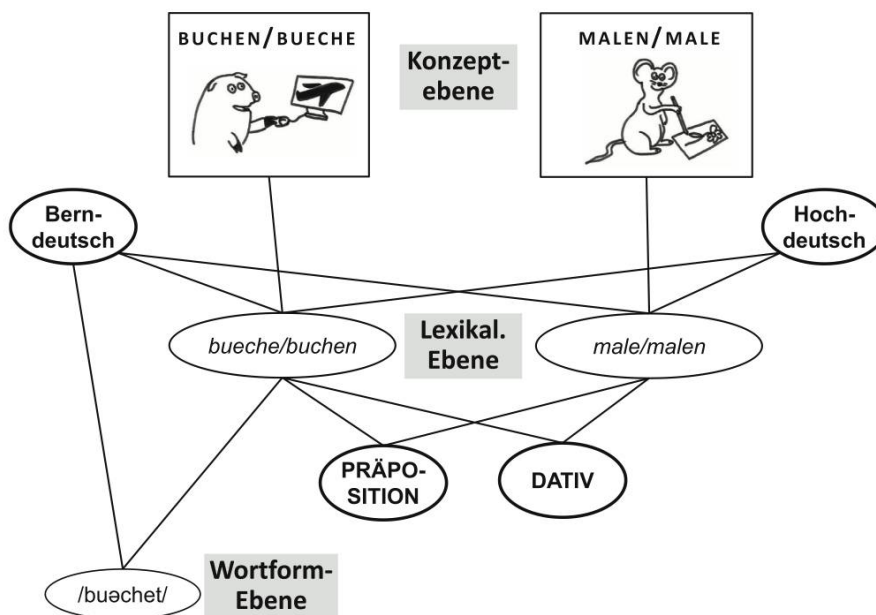 BUCHEN/BUECHE
Konzept-
ebene
MALEN/MALE
Bern-
deutsch
Hoch-
deutsch
bueche/buchen
Lexikal.
Ebene
male/malen
PRÄPO-
SITION
DATIV
/buəchet/
Wortform-
Ebene